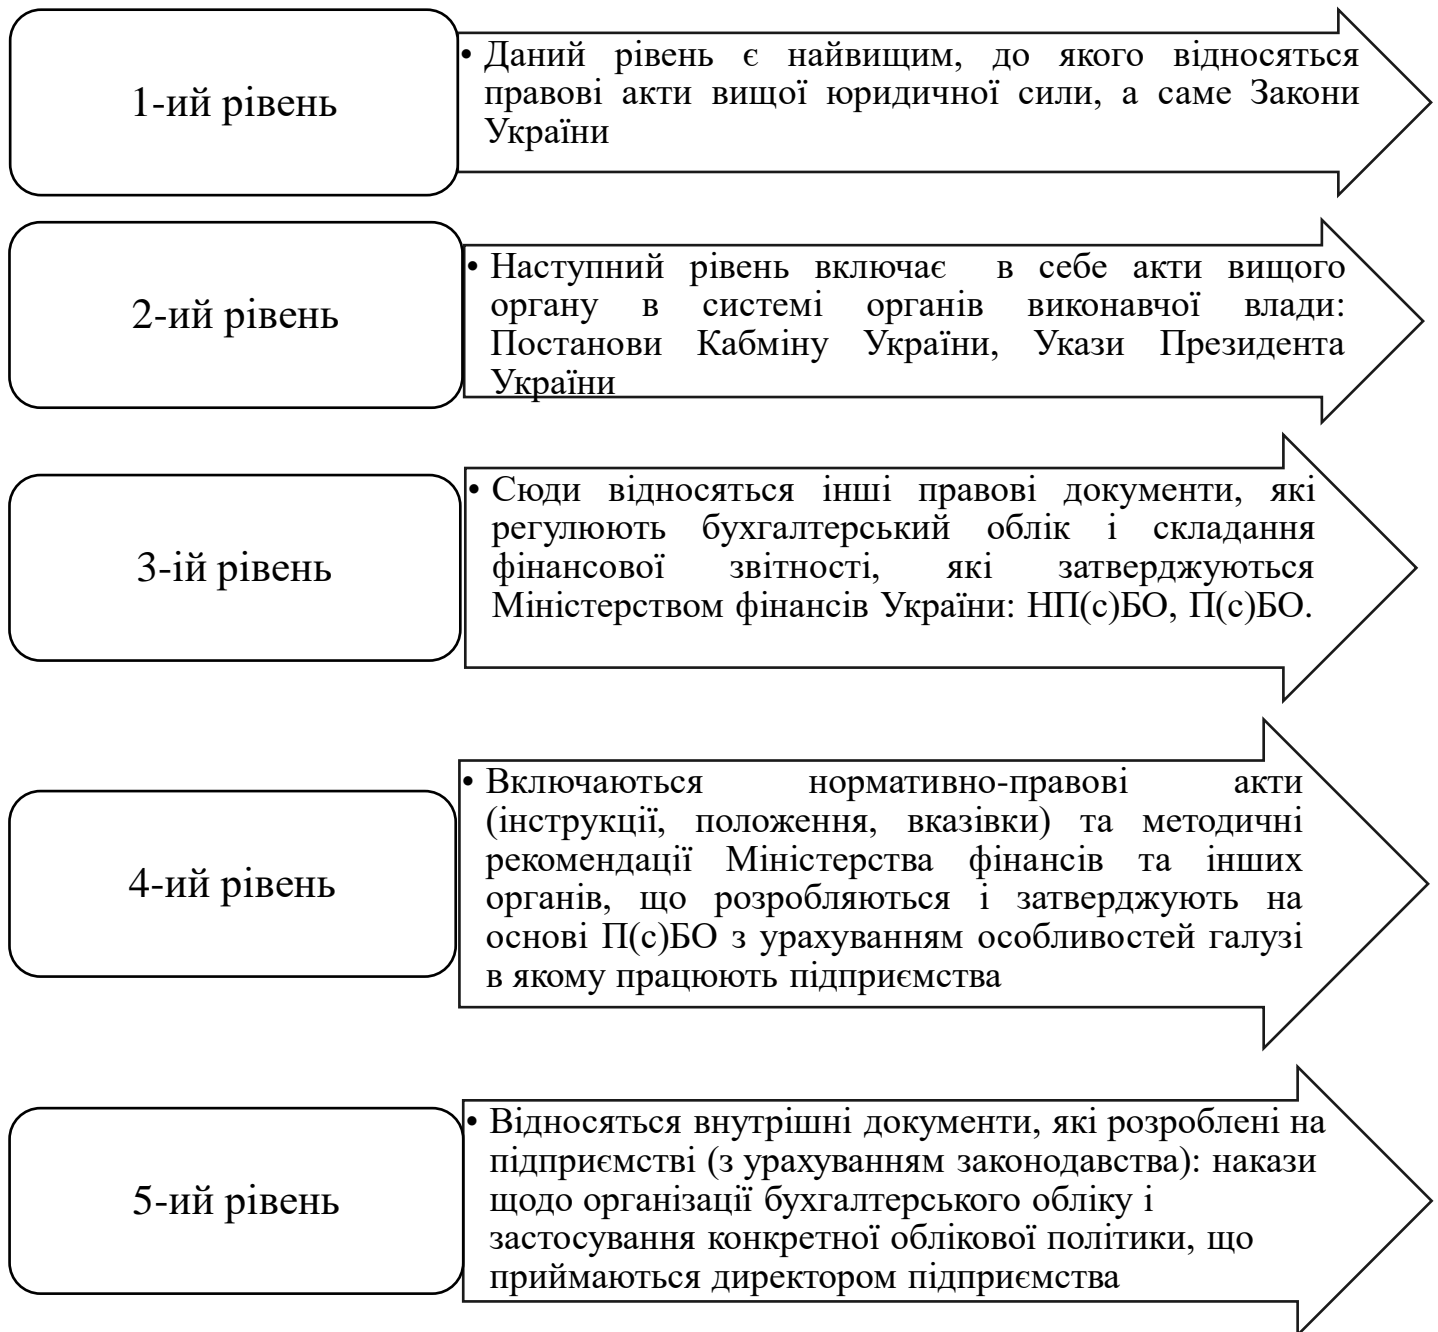 1-ий рівень
• Даний рівень є найвищим, до якого відносяться
правові акти вищої юридичної сили, а саме Закони
України
2-ий рівень
• Наступний рівень включає в себе акти вищого
органу в системі органів виконавчої влади:
Постанови Кабміну України, Укази Президента
України
3-ій рівень
• Сюди відносяться інші правові документи, які
регулюють бухгалтерський облік і складання
фінансової звітності, які затверджуються
Міністерством фінансів України: НП(с)БО, П(с)БО.
4-ий рівень
• Включаються нормативно-правові акти
(інструкції, положення, вказівки) та методичні
рекомендації Міністерства фінансів та інших
органів, що розробляються і затверджують на
основі П(с)БО з урахуванням особливостей галузі
в якому працюють підприємства
5-ий рівень
• Відносяться внутрішні документи, які розроблені на
підприємстві (з урахуванням законодавства): накази
щодо організації бухгалтерського обліку і
застосування конкретної облікової політики, що
приймаються директором підприємства